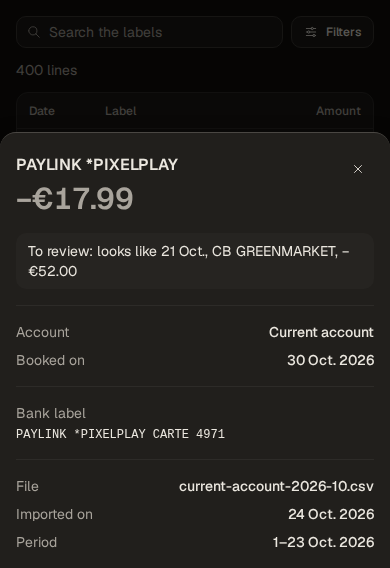 Search the labels
Filters
400 lines
Date Label Amount
PAYLINK *PIXELPLAY
–€17.99
To review: looks like 21 Oct., CB GREENMARKET, –
€52.00
Account Current account
Booked on 30 Oct. 2026
Bank label
PAYLINK *PIXELPLAY CARTE 4971
File current-account-2026-10.csv
Imported on 24 Oct. 2026
Period 1–23 Oct. 2026